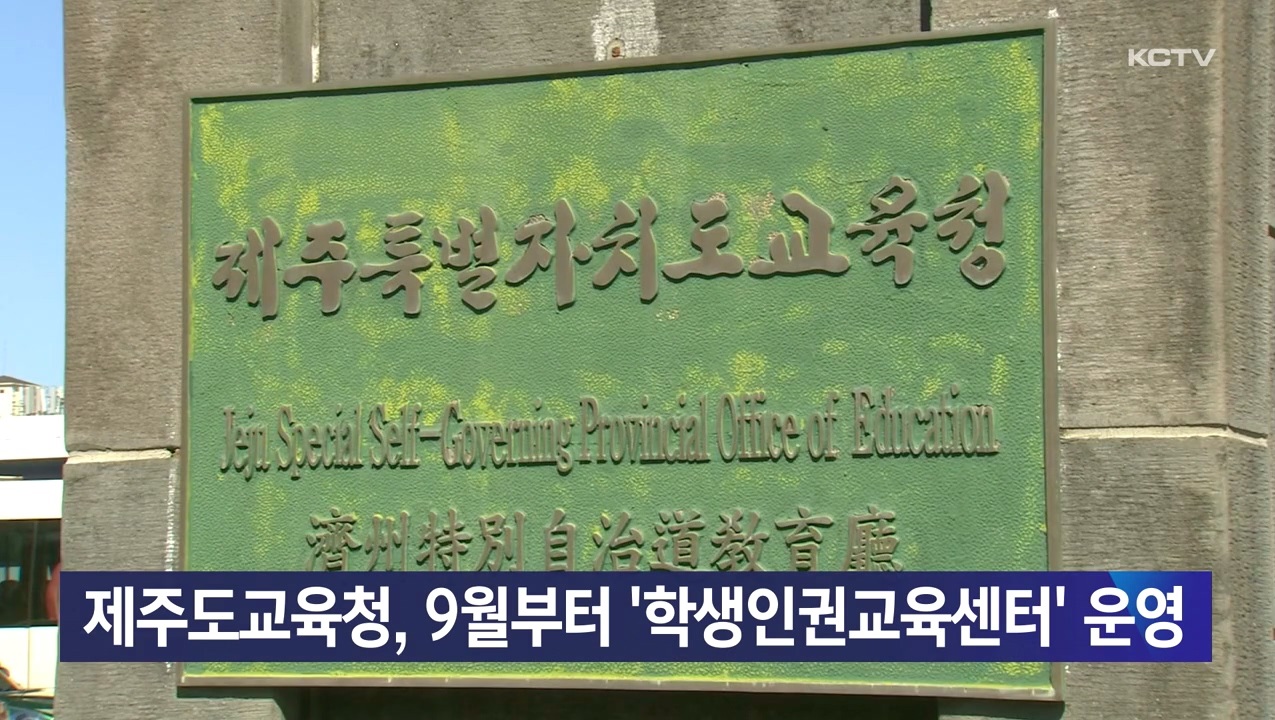 KCTV
제주특별자치도교육청
Jeju Special Self-Governing Provincial Office of Education
濟州特別自治道教育廳
제주도교육청, 9월부터 '학생인권교육센터' 운영